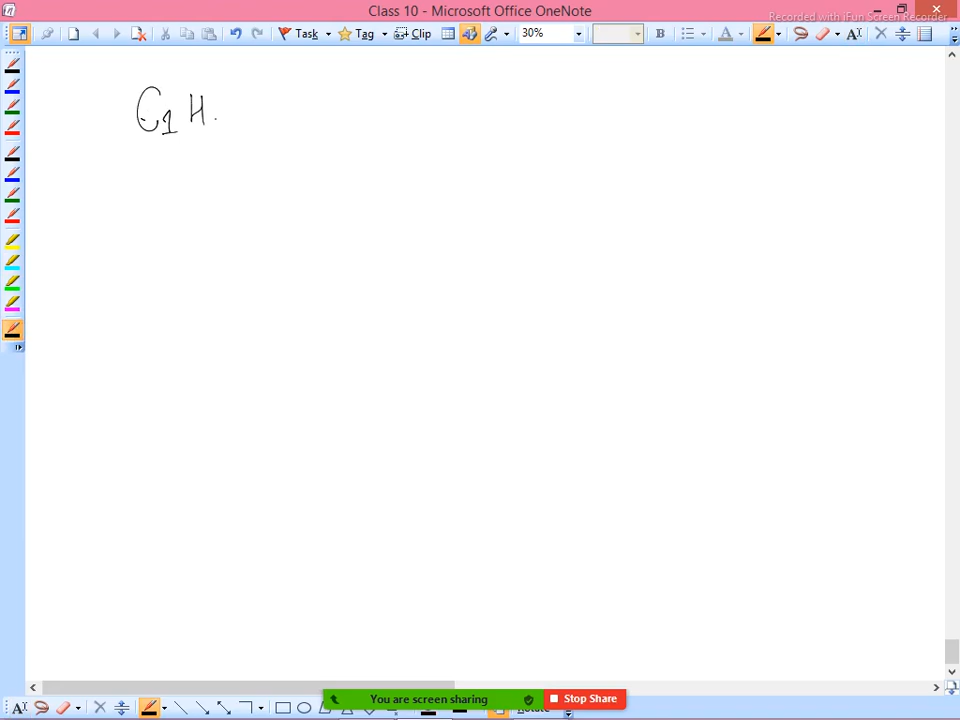 Class 10 - Microsoft Office OneNote
Recorded with iFun Screen Recorder
Task
Tag
Clip
30%
B
A
A
C₁ H.
You are screen sharing
Stop Share
A